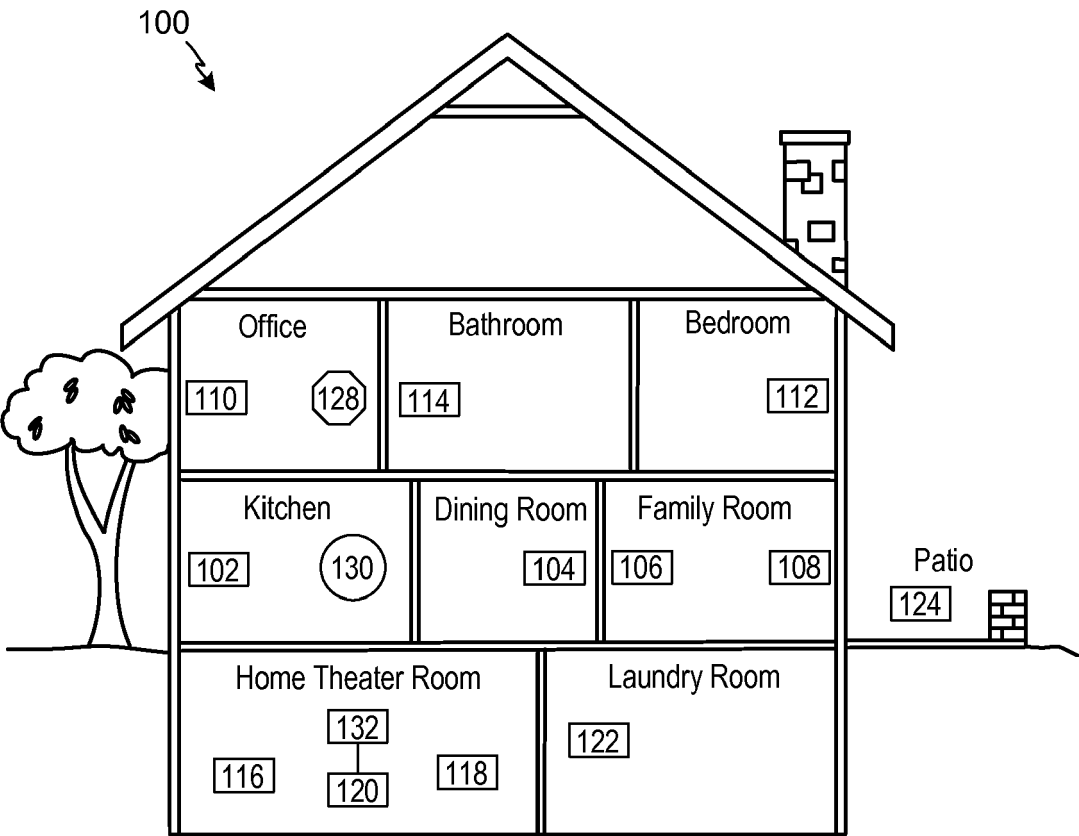 100
Office
Bathroom
Bedroom
110
128
114
112
Kitchen
Dining Room
Family Room
102
130
104
106
108
Patio
124
Home Theater Room
Laundry Room
132
122
116
120
118